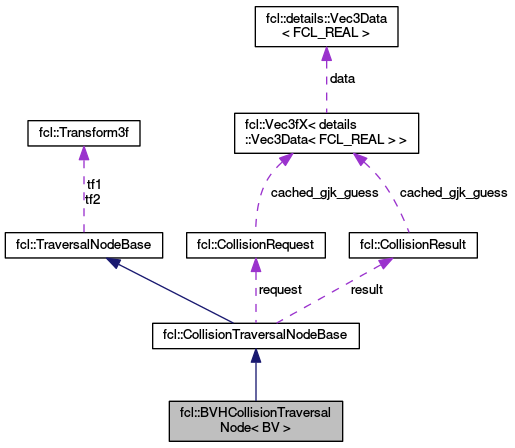 fcl::details::Vec3Data
< FCL_REAL >
data
fcl::Transform3f
fcl::Vec3fX< details
::Vec3Data< FCL_REAL > >
tf1
tf2
cached_gjk_guess
cached_gjk_guess
fcl::TraversalNodeBase
fcl::CollisionRequest
fcl::CollisionResult
request
result
fcl::CollisionTraversalNodeBase
fcl::BVHCollisionTraversal
Node< BV >